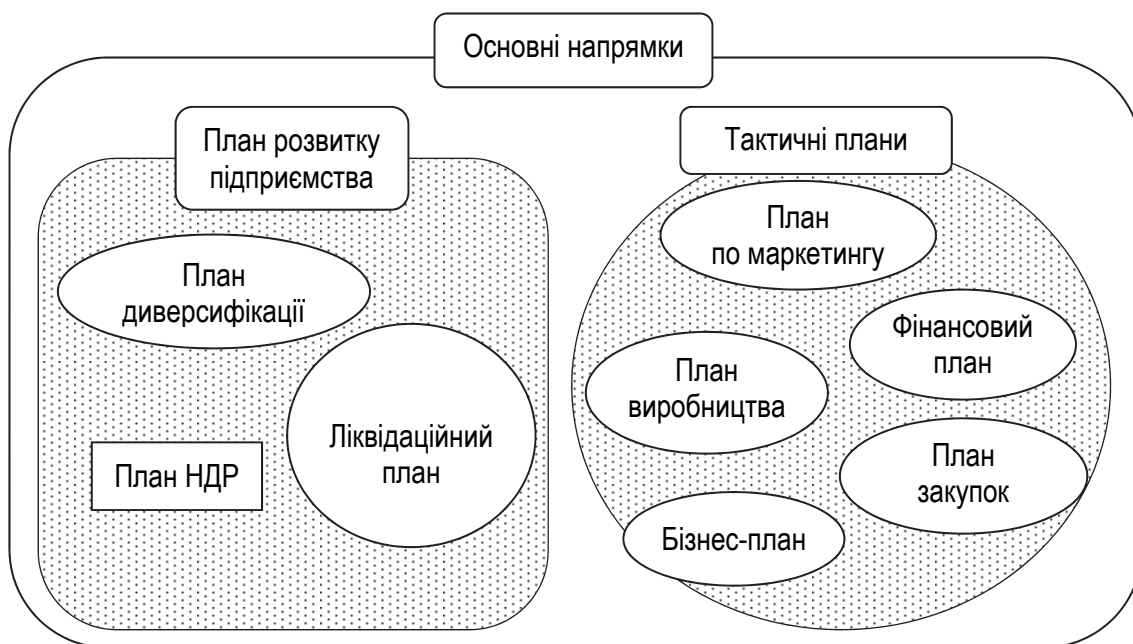 Основні напрямки
План розвитку
підприємства
План
диверсифікації
Ліквідаційний
план
План НДР
Тактичні плани
План
по маркетингу
Фінансовий
план
План
виробництва
План
закупок
Бізнес-план